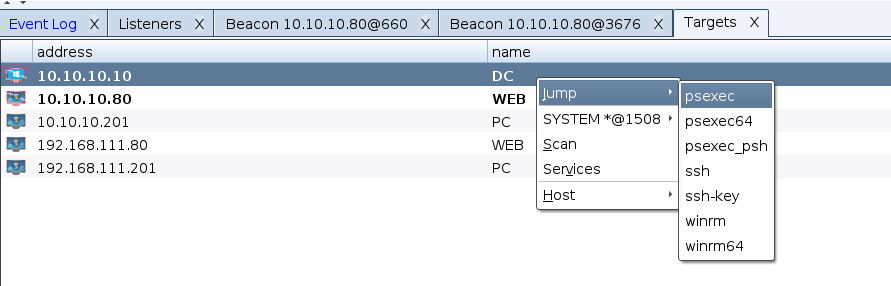 Event Log X Listeners X Beacon 10.10.10.80@660 X Beacon 10.10.10.80@3676 X Targets X
address name
10.10.10.10 DC
10.10.10.80 WEB
10.10.10.201 PC
192.168.111.80 WEB
192.168.111.201 PC
Jump
SYSTEM *@1508
Scan
Services
Host
psexec
psexec64
psexec_psh
ssh
ssh-key
winrm
winrm64